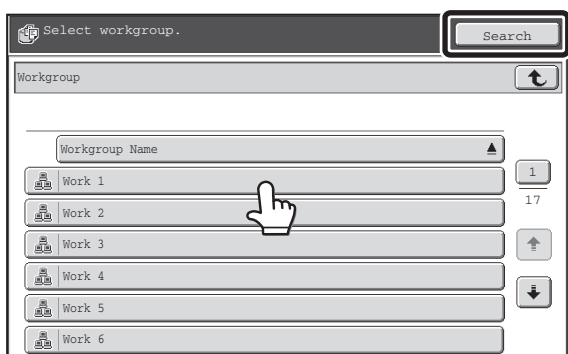 Select workgroup.
Search
Workgroup
Workgroup Name
1
Work 1
17
Work 2
Work 3
Work 4
Work 5
Work 6